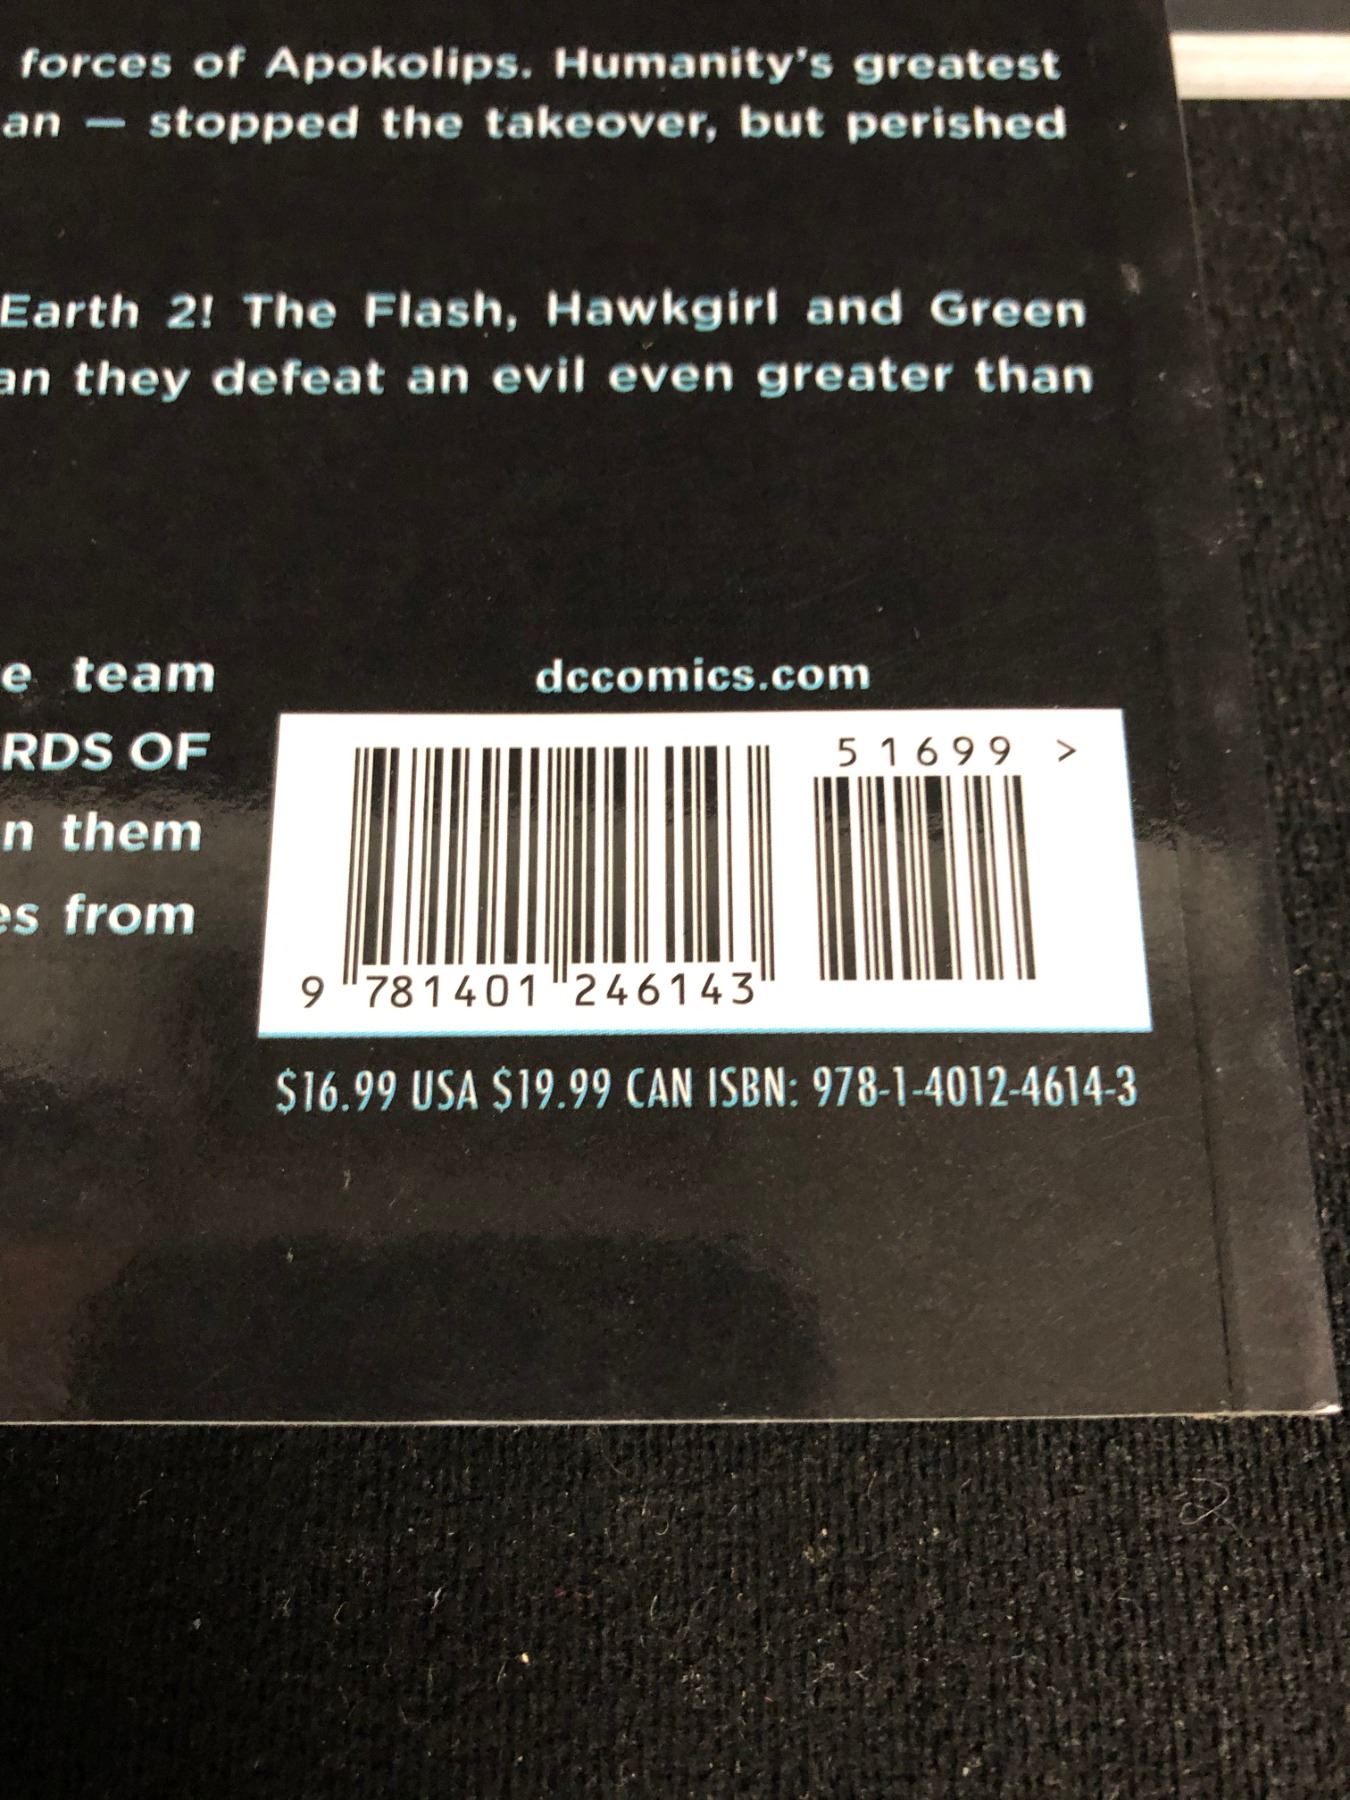 forces of Apokolips. Humanity's greatest
an — stopped the takeover, but perished
Earth 2! The Flash, Hawkgirl and Green
an they defeat an evil even greater than
e team
RDS OF
n them
es from
dccomics.com
51699 >
9 781401 246143
$16.99 USA $19.99 CAN ISBN: 978-1-4012-4614-3